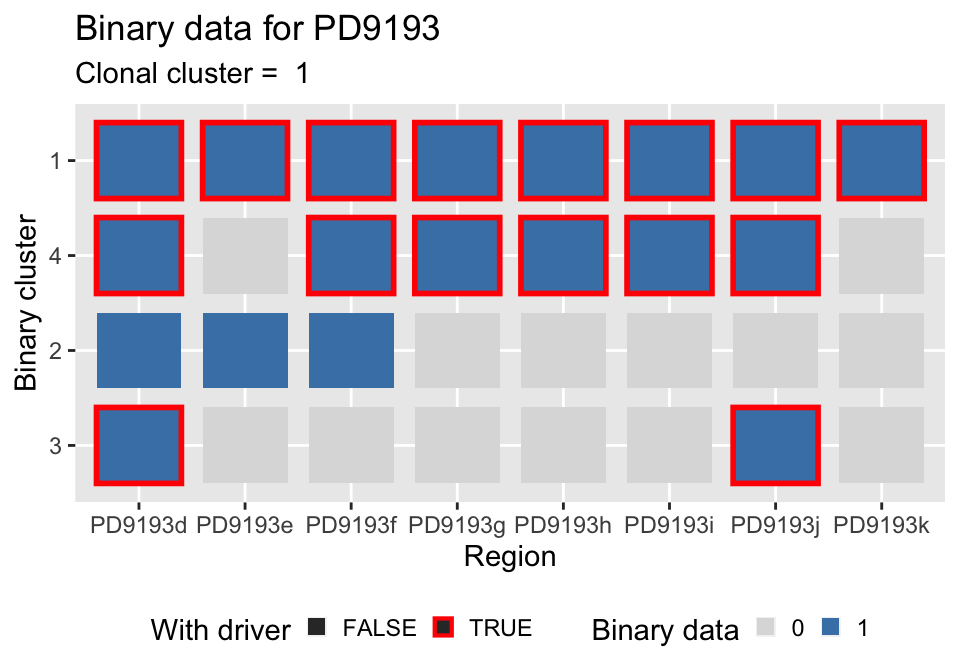 Binary data for PD9193
Clonal cluster =  1
Binary cluster
1
4
2
3
PD9193d PD9193e PD9193f PD9193g PD9193h PD9193i PD9193j PD9193k
Region
With driver FALSE TRUE Binary data 0 1